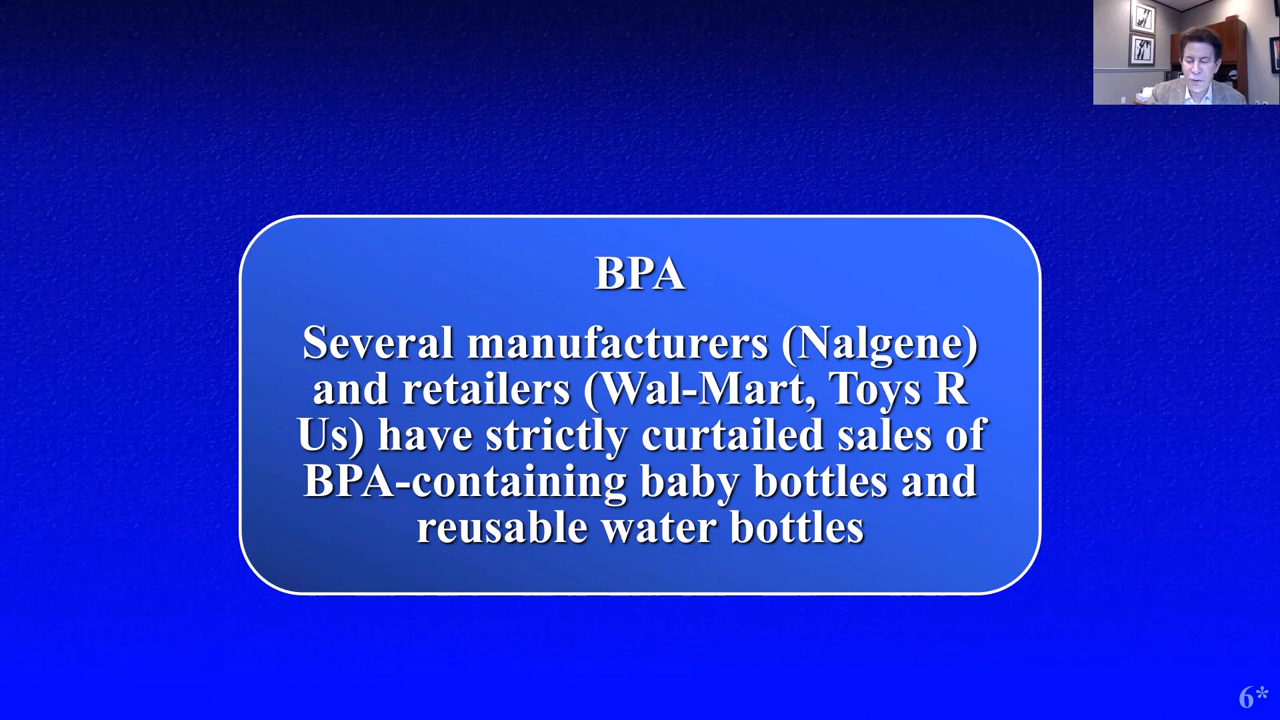 BPA
Several manufacturers (Nalgene)
and retailers (Wal-Mart, Toys R
Us) have strictly curtailed sales of
BPA-containing baby bottles and
reusable water bottles
6*